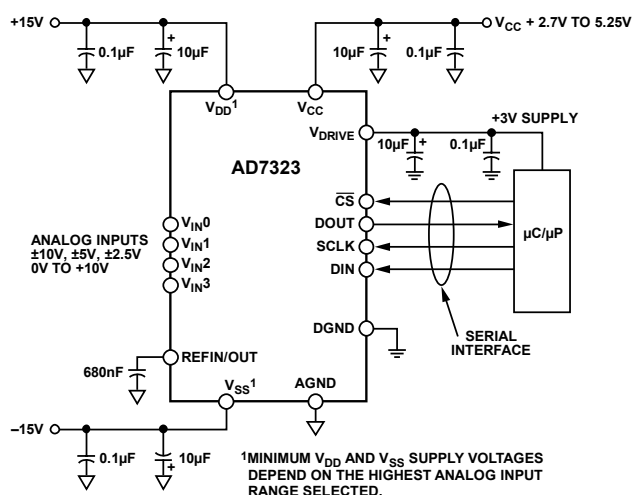 +15V
0.1µF
+
10µF
10µF
+
0.1µF
VCC + 2.7V TO 5.25V
VDD1
VCC
VDRIVE
+3V SUPPLY
10µF
+
0.1µF
AD7323
CS
DOUT
SCLK
DIN
µC/µP
VIN0
VIN1
VIN2
VIN3
ANALOG INPUTS
±10V, ±5V, ±2.5V
0V TO +10V
DGND
SERIAL
INTERFACE
REFIN/OUT
680nF
VSS1
AGND
–15V
0.1µF
10µF
+
1MINIMUM VDD AND VSS SUPPLY VOLTAGES
DEPEND ON THE HIGHEST ANALOG INPUT
RANGE SELECTED.